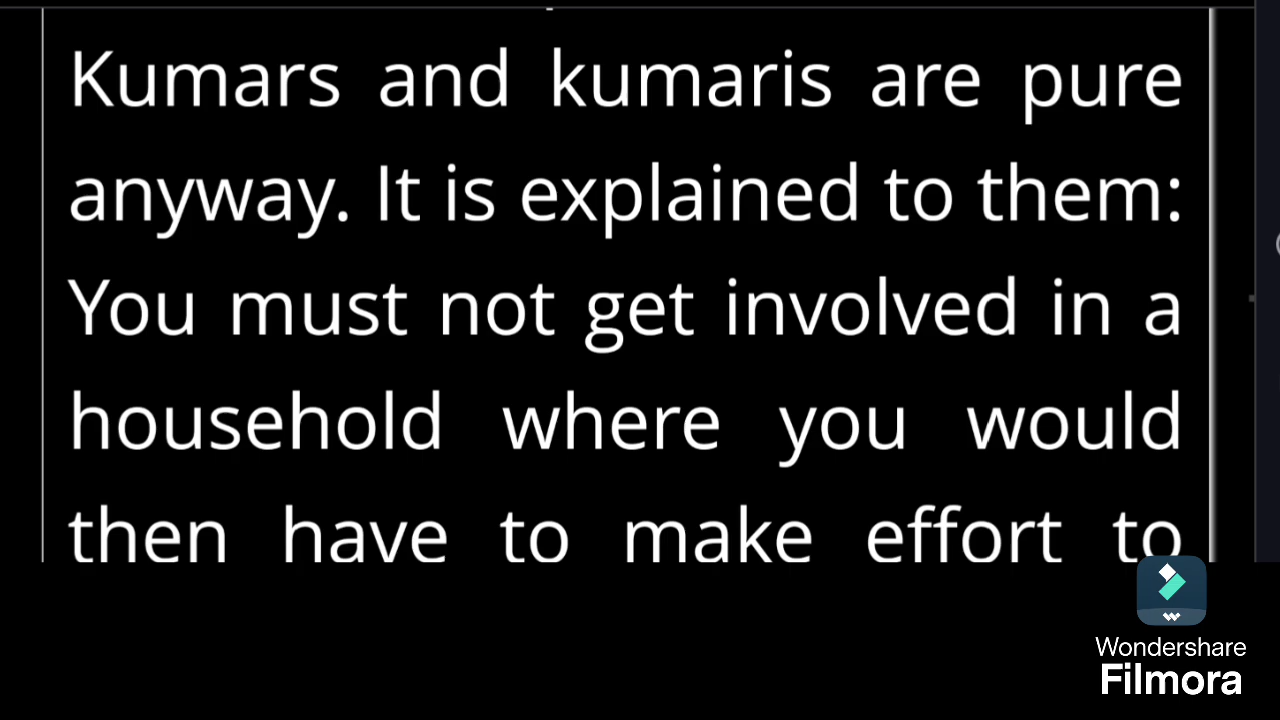 Kumars and kumaris are pure
anyway. It is explained to them:
You must not get involved in a
household where you would
then have to make effort to
Wondershare
Filmora